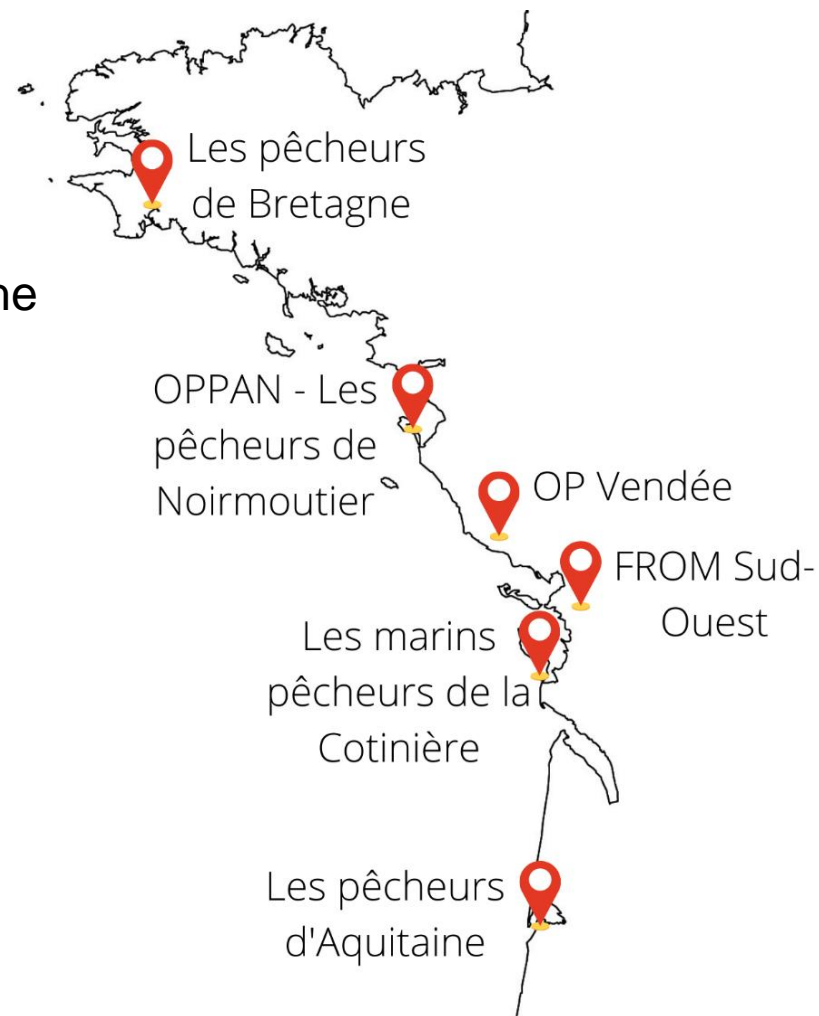 Les pêcheurs
de Bretagne
ne
OPPAN - Les
pêcheurs de
Noirmoutier
OP Vendée
FROM Sud-
Ouest
Les marins
pêcheurs de la
Cotinière
Les pêcheurs
d'Aquitaine